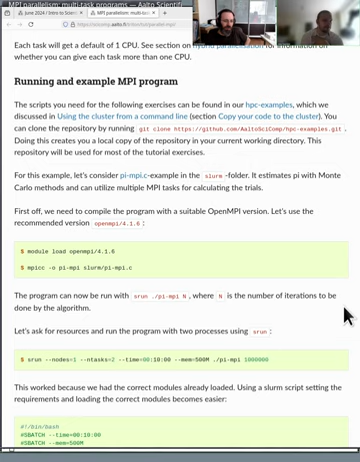 MPI parallelism: multi-task programs — Aalto Scientifi
June 2024 / Intro to Scien
MPI parallelism: multi-tas
Each task will get a default of 1 CPU. See section on hybrid parallelisation for information on
whether you can give each task more than one CPU.
Running and example MPI program
The scripts you need for the following exercises can be found in our hpc-examples, which we
discussed in Using the cluster from a command line (section Copy your code to the cluster). You
can clone the repository by running git clone https://github.com/AaltoSciComp/hpc-examples.git .
Doing this creates you a local copy of the repository in your current working directory. This
repository will be used for most of the tutorial exercises.
For this example, let's consider pi-mpi.c-example in the slurm -folder. It estimates pi with Monte
Carlo methods and can utilize multiple MPI tasks for calculating the trials.
First off, we need to compile the program with a suitable OpenMPI version. Let's use the
recommended version openmpi/4.1.6 :
$ module load openmpi/4.1.6
$ mpicc -o pi-mpi slurm/pi-mpi.c
The program can now be run with srun ./pi-mpi N , where N is the number of iterations to be
done by the algorithm.
Let's ask for resources and run the program with two processes using srun :
$ srun --nodes=1 --ntasks=2 --time=00:10:00 --mem=500M ./pi-mpi 1000000
This worked because we had the correct modules already loaded. Using a slurm script setting the
requirements and loading the correct modules becomes easier:
#!/bin/bash
#SBATCH --time=00:10:00
#SBATCH --mem=500M